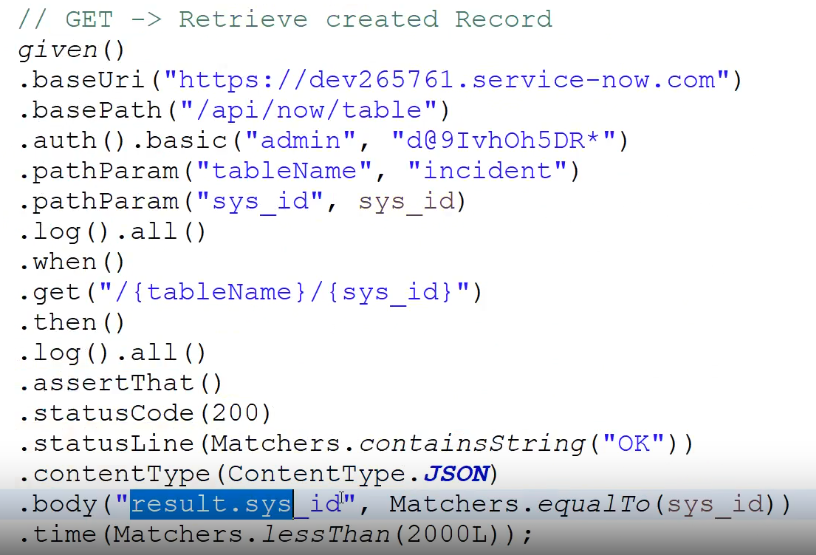 // GET -> Retrieve created Record
given()
.baseUri("https://dev265761.service-now.com")
.basePath("/api/now/table")
.auth().basic("admin", "d@9IvhOh5DR*")
.pathParam("tableName", "incident")
.pathParam("sys_id", sys_id)
.log().all()
.when()
.get("/{tableName}/{sys_id}")
.then()
.log().all()
.assertThat()
.statusCode(200)
.statusLine(Matchers.containsString("OK"))
.contentType(ContentType.JSON)
.body("result.sys_id", Matchers.equalTo(sys_id))
.time(Matchers.lessThan(2000L));